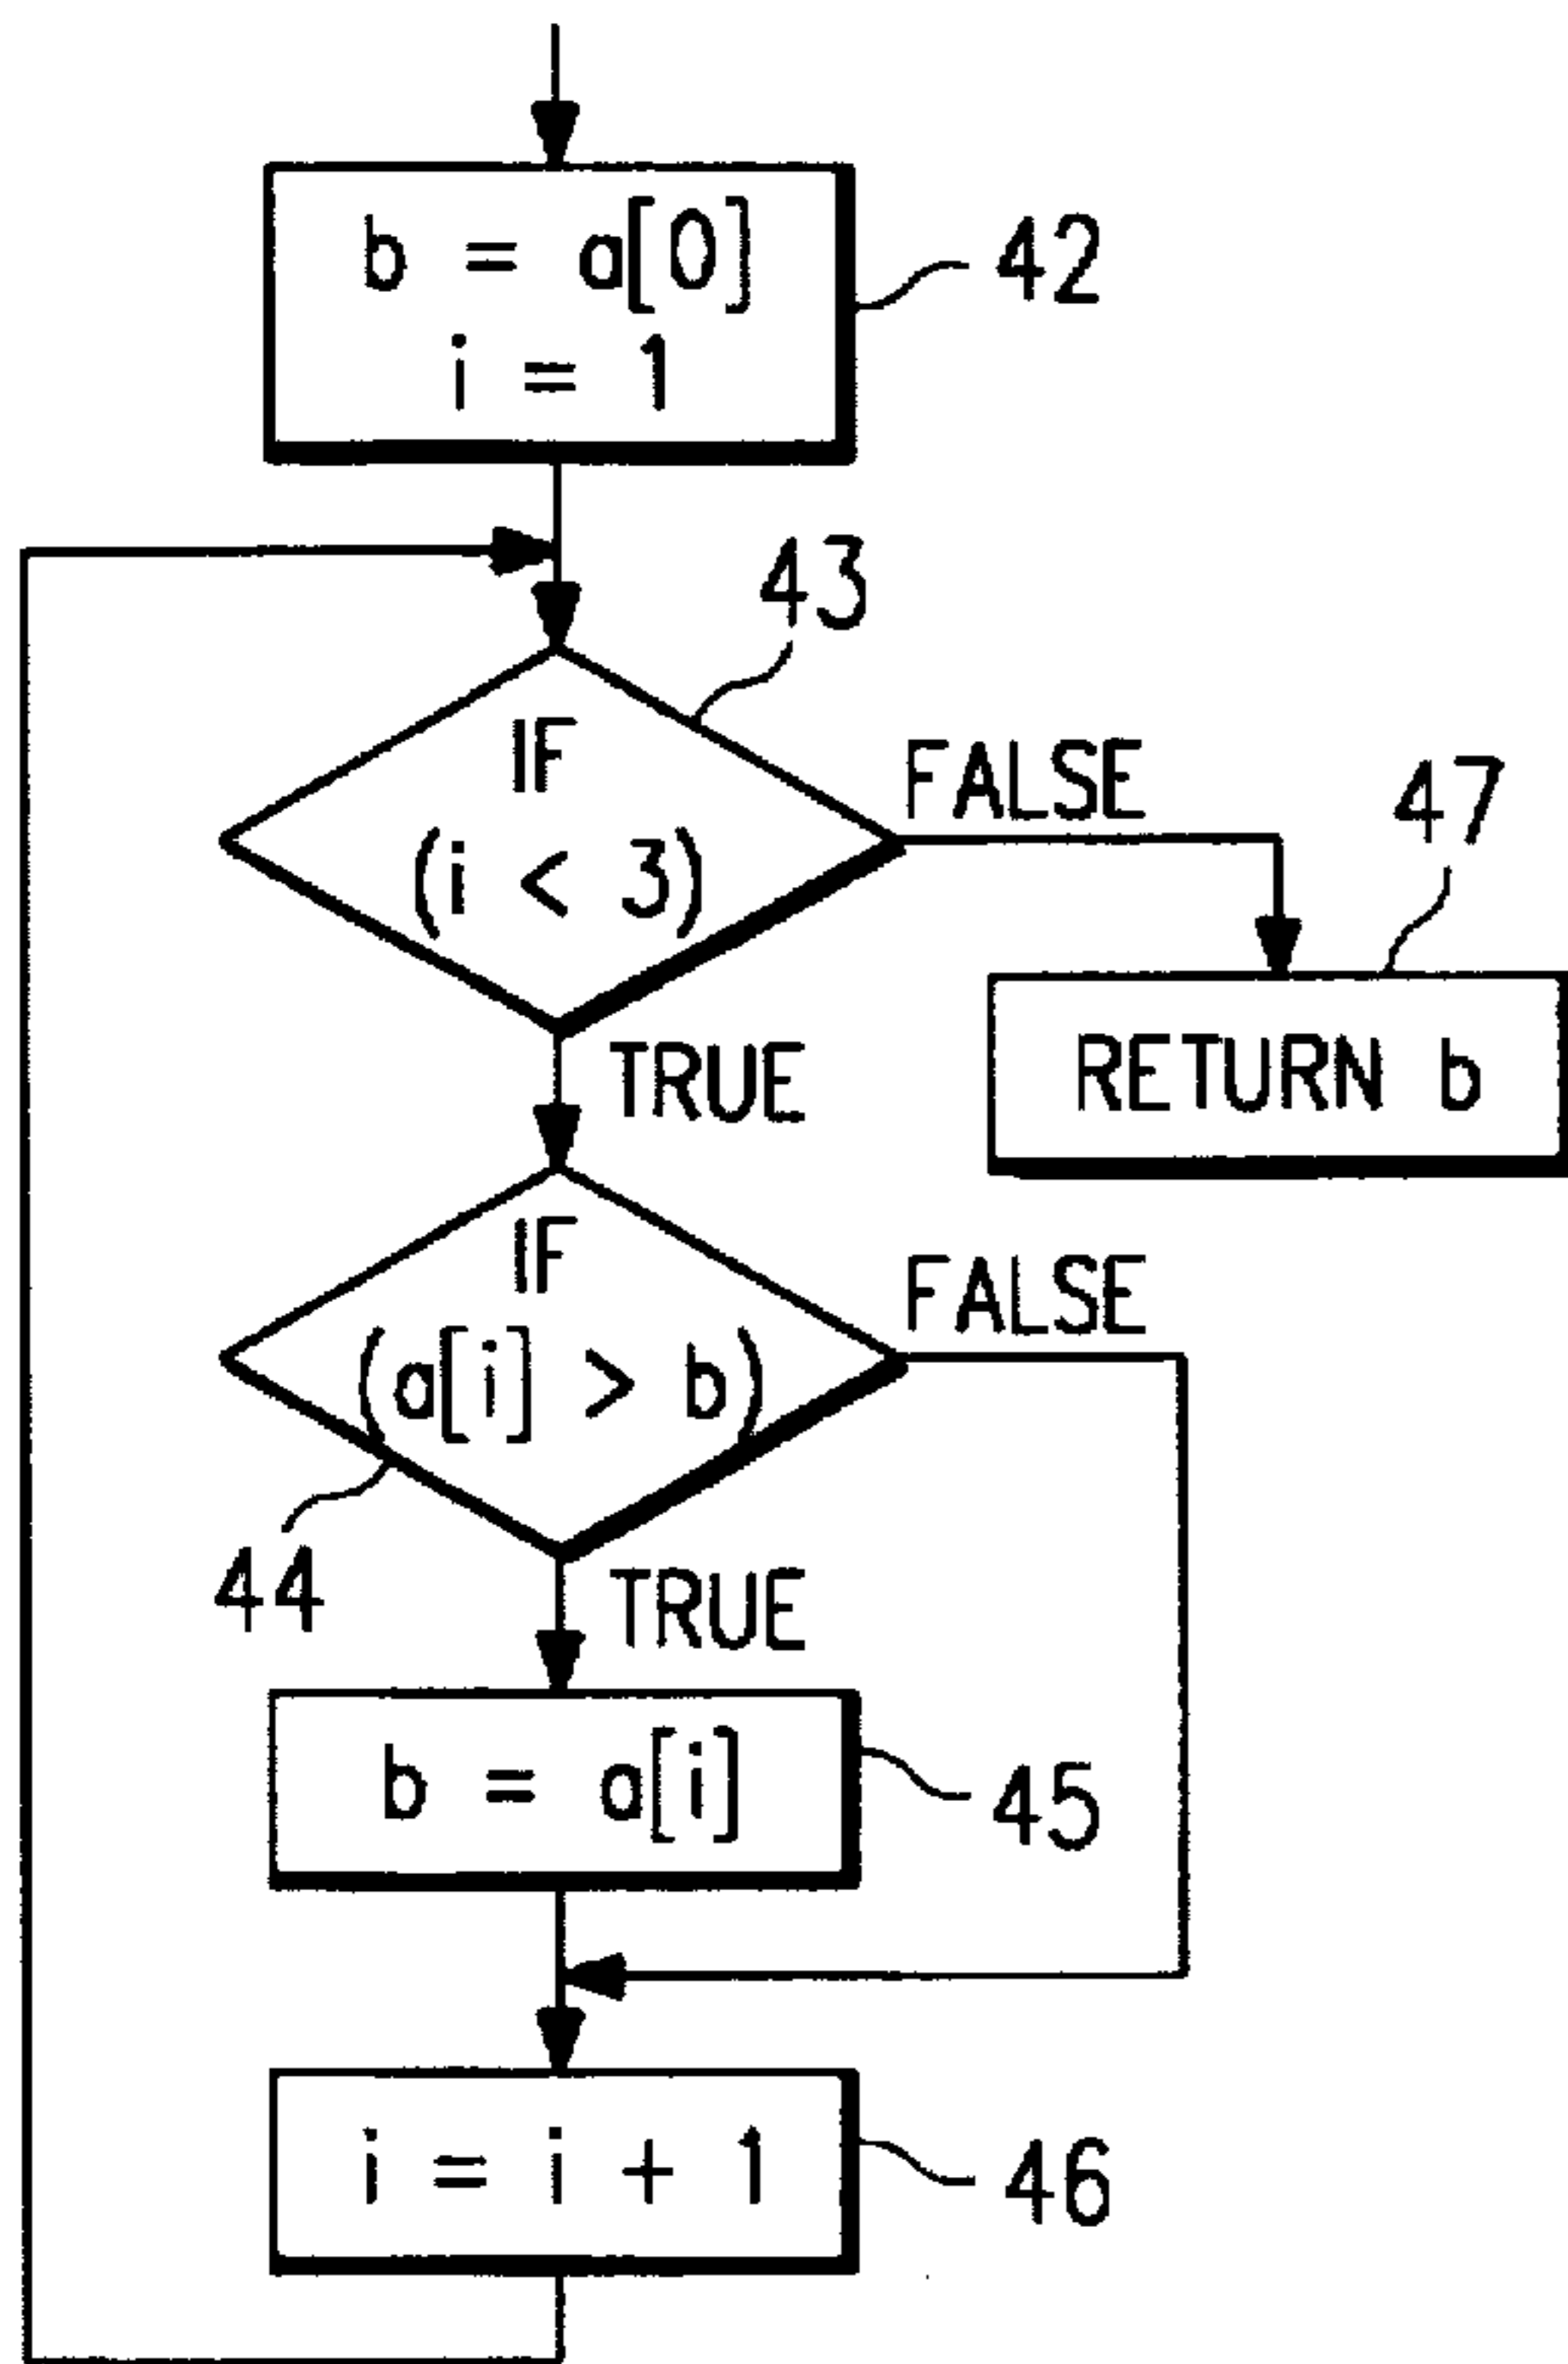 b = a[0]
i = 1
42
43
IF
(i < 3)
FALSE
47
TRUE
RETURN b
IF
(a[i] > b)
FALSE
44
TRUE
b = a[i]
45
i = i + 1
46